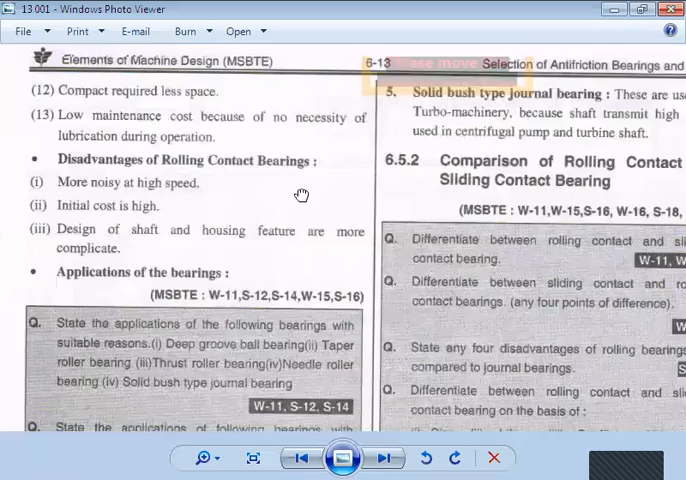 13 001 - Windows Photo Viewer
File Print E-mail Burn Open
Elements of Machine Design (MSBTE) 6-13 Selection of Antifriction Bearings and
(12) Compact required less space.
(13) Low maintenance cost because of no necessity of
lubrication during operation.
• Disadvantages of Rolling Contact Bearings :
(i) More noisy at high speed.
(ii) Initial cost is high.
(iii) Design of shaft and housing feature are more
complicate.
• Applications of the bearings :
(MSBTE : W-11,S-12,S-14,W-15,S-16)
Q. State the applications of the following bearings with
suitable reasons.(i) Deep groove ball bearing(ii) Taper
roller bearing (iii)Thrust roller bearing(iv)Needle roller
bearing (iv) Solid bush type journal bearing
W-11, S-12, S-14
Q. State the applications of following bearings with
5. Solid bush type journal bearing : These are us
Turbo-machinery, because shaft transmit high
used in centrifugal pump and turbine shaft.
6.5.2 Comparison of Rolling Contact
Sliding Contact Bearing
(MSBTE : W-11,W-15,S-16, W-16, S-18,
Q. Differentiate between rolling contact and sli
contact bearing.
W-11, W
Q. Differentiate between sliding contact and ro
contact bearings. (any four points of difference).
W
Q. State any four disadvantages of rolling bearings
compared to journal bearings.
S
Q. Differentiate between rolling contact and sli
contact bearing on the basis of :